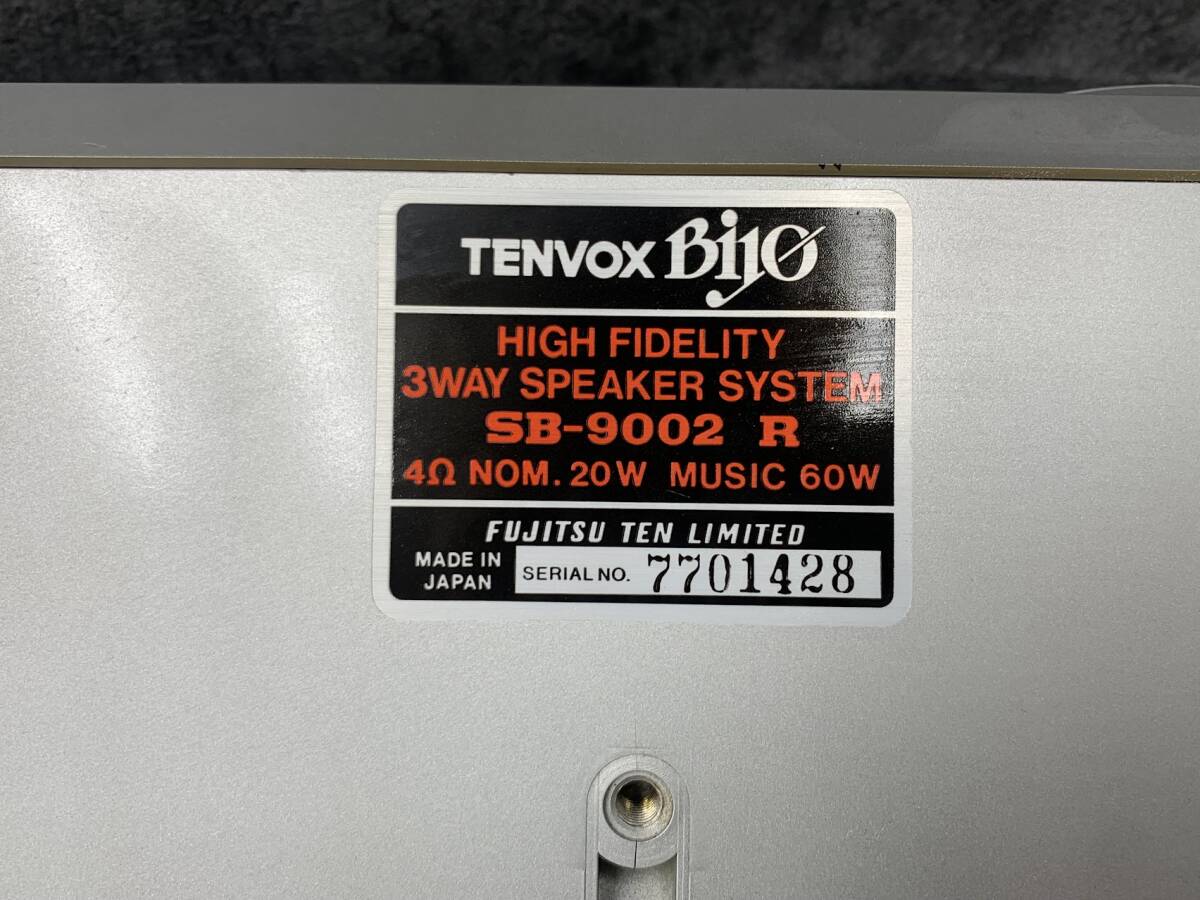 TENVOX Bijo
HIGH FIDELITY
3WAY SPEAKER SYSTEM
SB-9002 R
4Ω NOM. 20W MUSIC 60W
FUJITSU TEN LIMITED
MADE IN JAPAN
SERIAL NO. 7701428